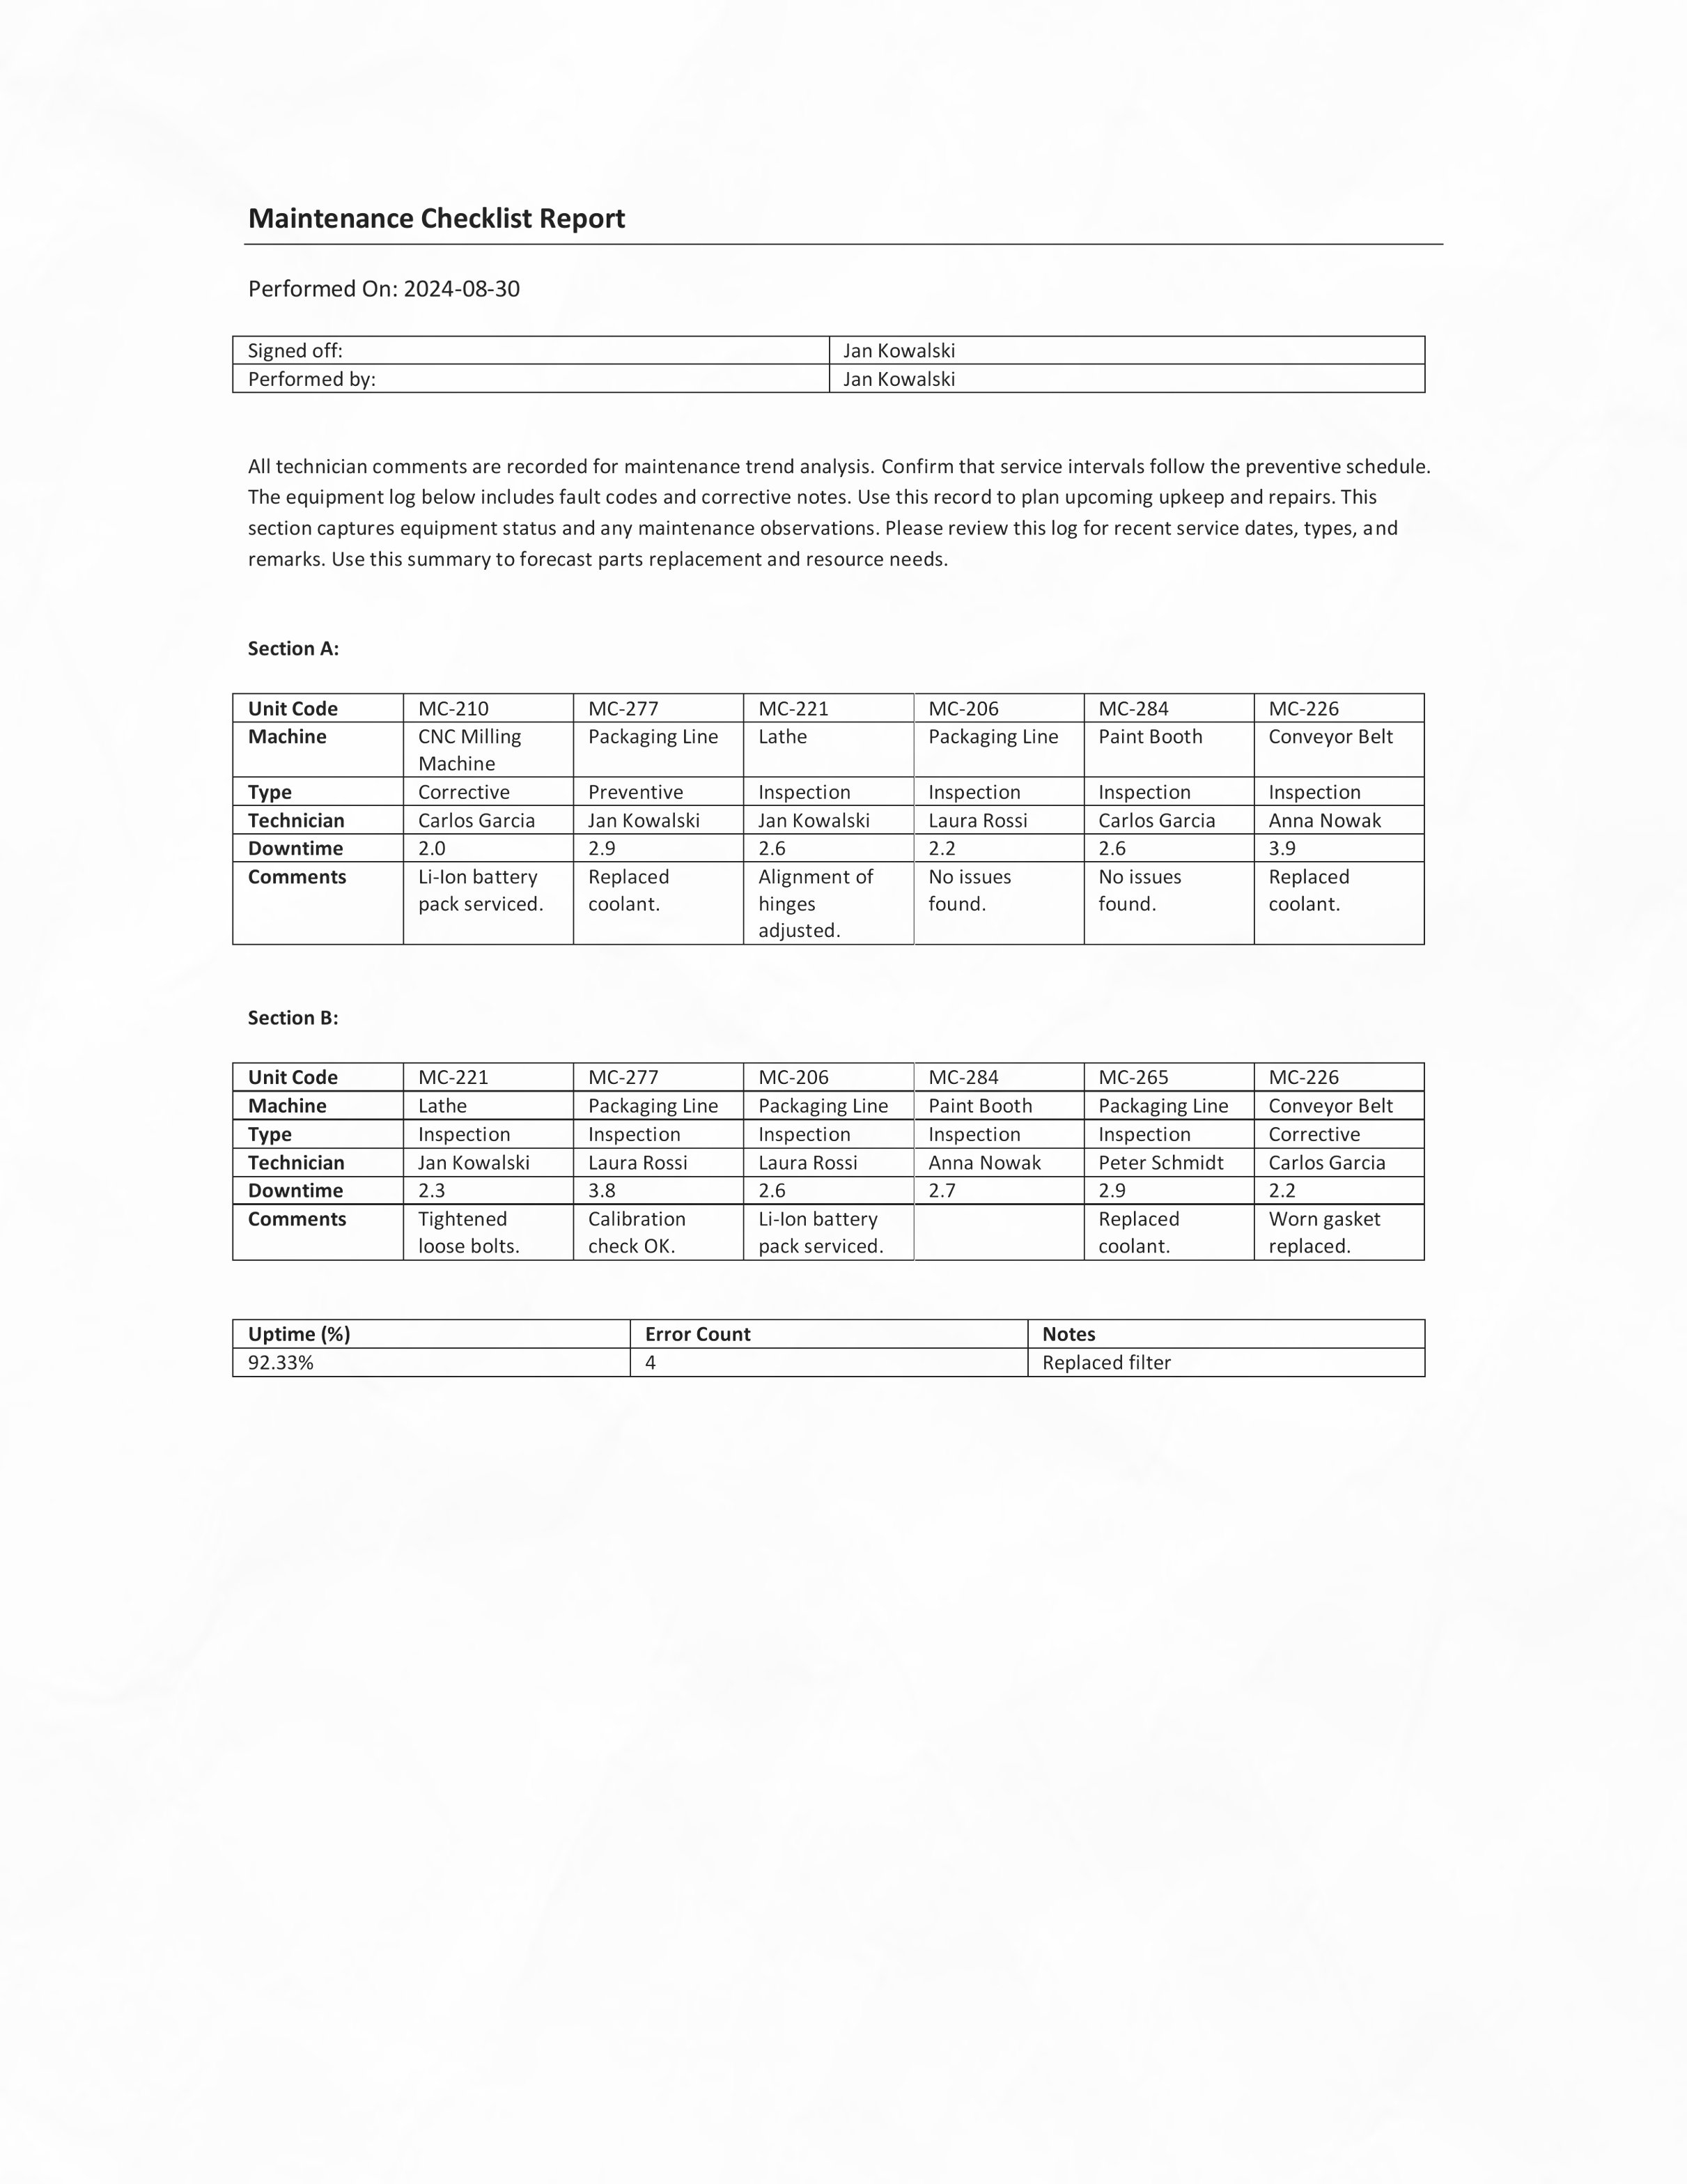 Maintenance Checklist Report
Performed On: 2024-08-30
Signed off: Jan Kowalski
Performed by: Jan Kowalski
All technician comments are recorded for maintenance trend analysis. Confirm that service intervals follow the preventive schedule.
The equipment log below includes fault codes and corrective notes. Use this record to plan upcoming upkeep and repairs. This
section captures equipment status and any maintenance observations. Please review this log for recent service dates, types, and
remarks. Use this summary to forecast parts replacement and resource needs.
Section A:
Unit Code MC-210 MC-277 MC-221 MC-206 MC-284 MC-226
Machine CNC Milling Packaging Line Lathe Packaging Line Paint Booth Conveyor Belt
Machine
Type Corrective Preventive Inspection Inspection Inspection Inspection
Technician Carlos Garcia Jan Kowalski Jan Kowalski Laura Rossi Carlos Garcia Anna Nowak
Downtime 2.0 2.9 2.6 2.2 2.6 3.9
Comments Li-Ion battery Replaced Alignment of No issues No issues Replaced
pack serviced. coolant. hinges found. found. coolant.
adjusted.
Section B:
Unit Code MC-221 MC-277 MC-206 MC-284 MC-265 MC-226
Machine Lathe Packaging Line Packaging Line Paint Booth Packaging Line Conveyor Belt
Type Inspection Inspection Inspection Inspection Inspection Corrective
Technician Jan Kowalski Laura Rossi Laura Rossi Anna Nowak Peter Schmidt Carlos Garcia
Downtime 2.3 3.8 2.6 2.7 2.9 2.2
Comments Tightened Calibration Li-Ion battery Replaced Worn gasket
loose bolts. check OK. pack serviced. coolant. replaced.
Uptime (%) Error Count Notes
92.33% 4 Replaced filter